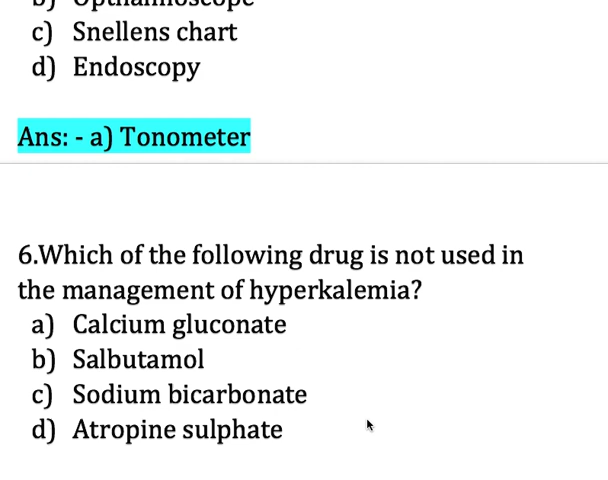 c) Snellens chart
d) Endoscopy
Ans: - a) Tonometer
6.Which of the following drug is not used in
the management of hyperkalemia?
a) Calcium gluconate
b) Salbutamol
c) Sodium bicarbonate
d) Atropine sulphate